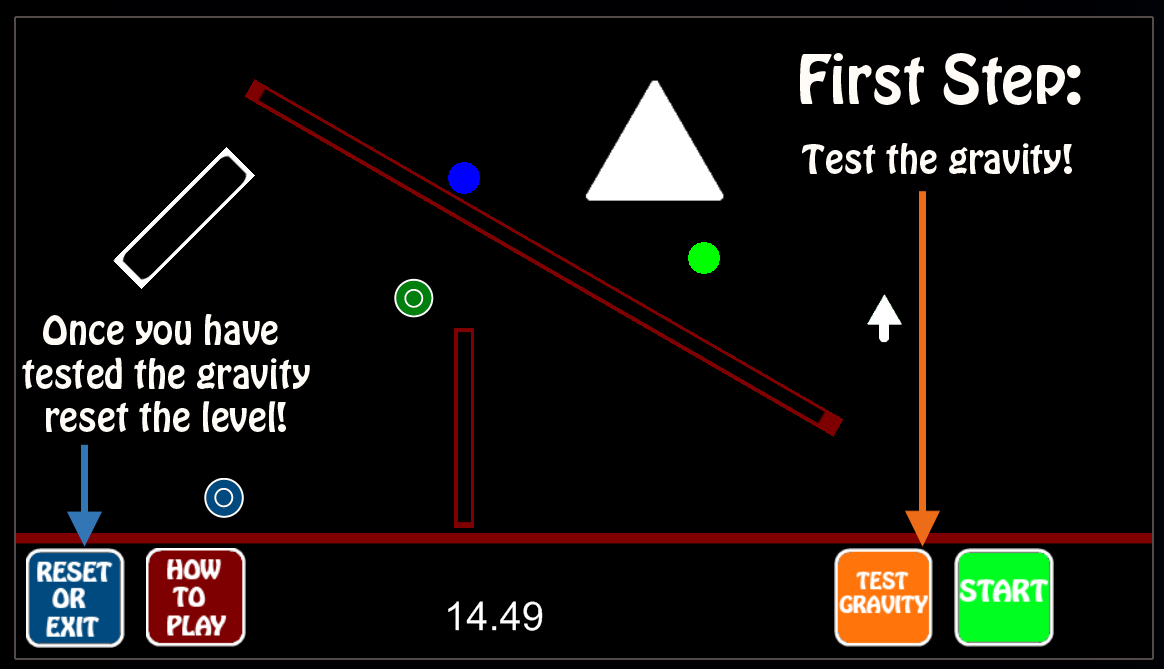 First Step:
Test the gravity!
Once you have
tested the gravity
reset the level!
RESET
OR
EXIT
HOW
TO
PLAY
14.49
TEST
GRAVITY
START